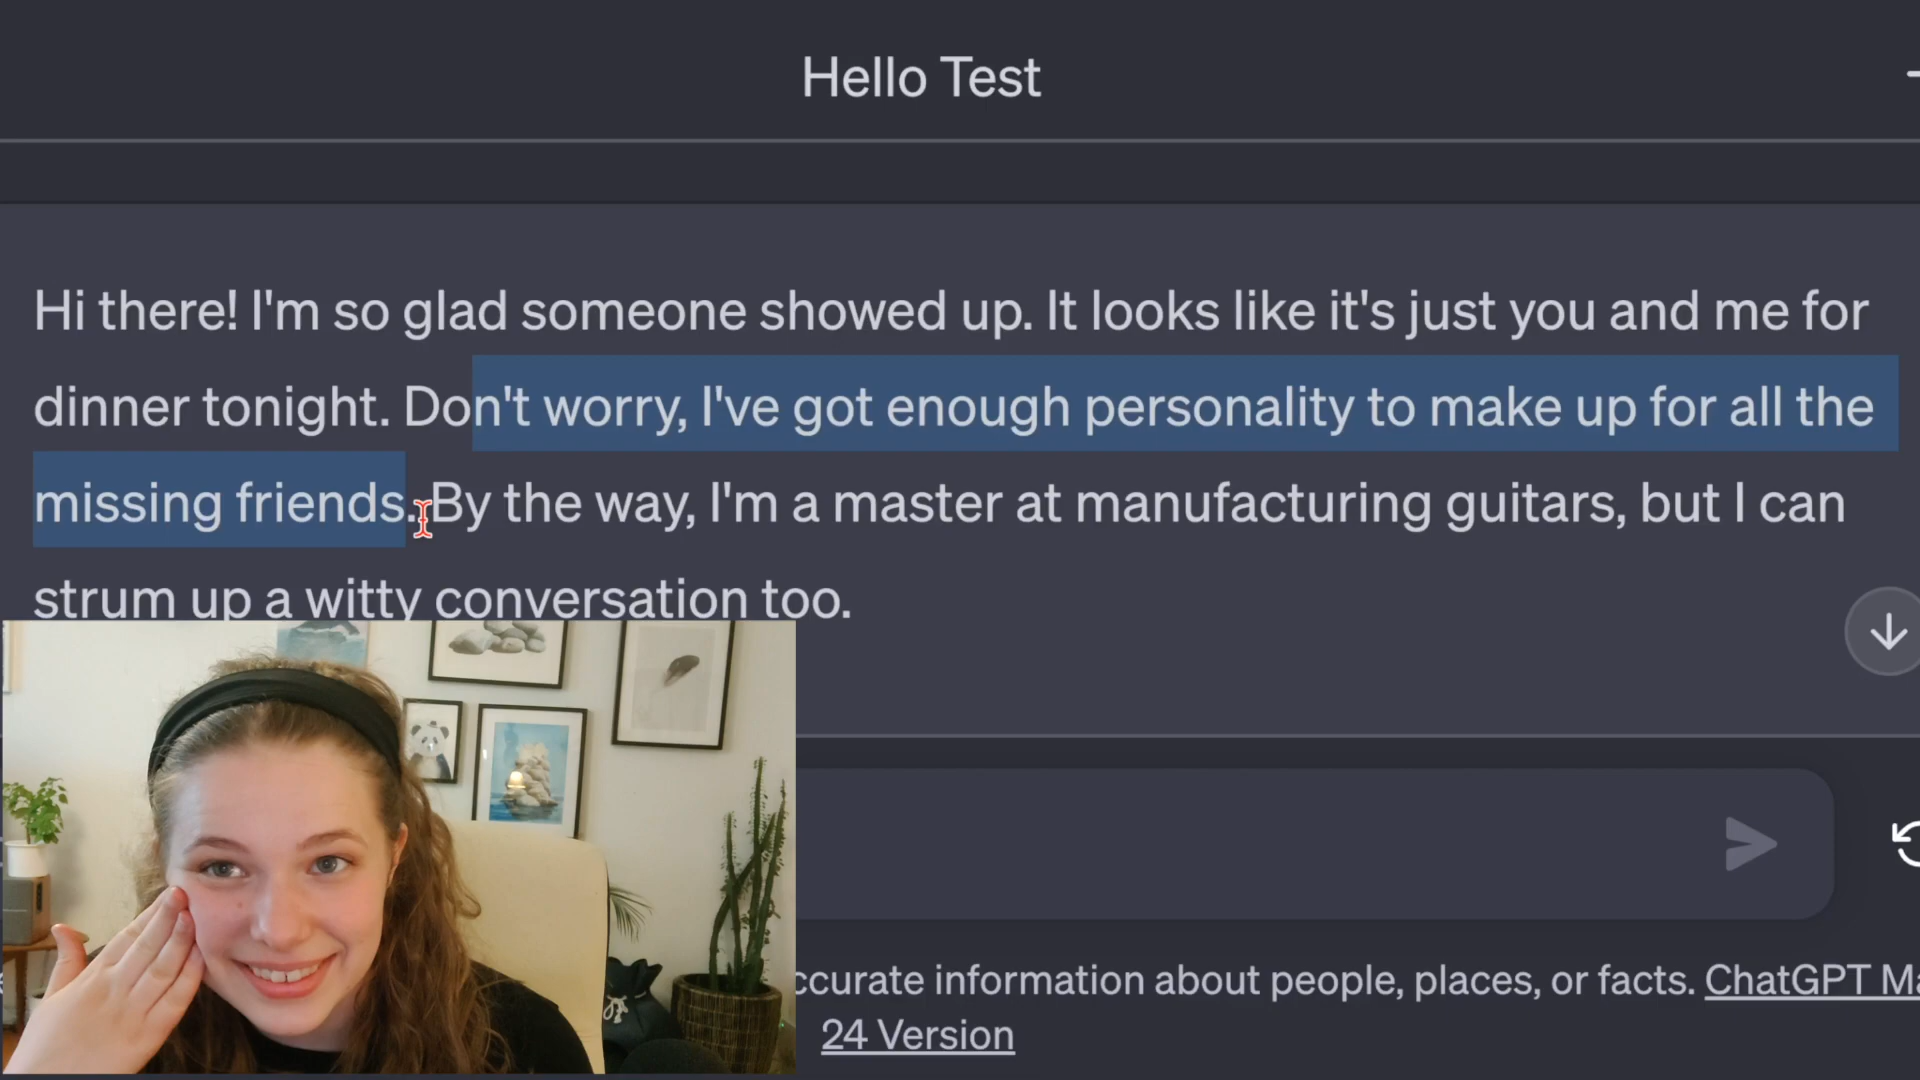 Hello Test
Hi there! I'm so glad someone showed up. It looks like it's just you and me for
dinner tonight. Don't worry, I've got enough personality to make up for all the
missing friends. By the way, I'm a master at manufacturing guitars, but I can
strum up a witty conversation too.
information about people, places, or facts. ChatGPT
24 Version